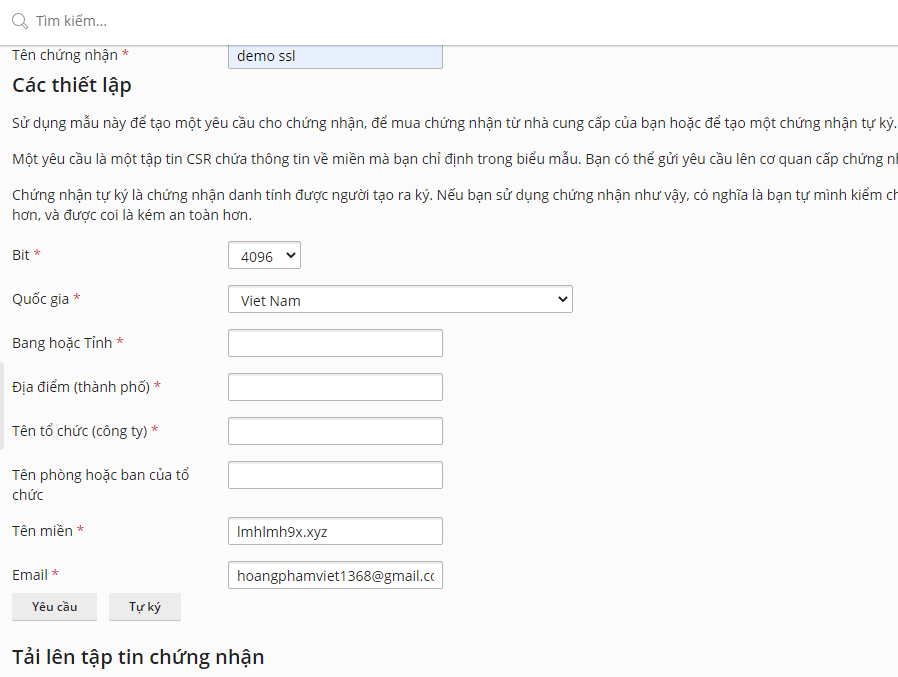 Tìm kiếm...
Tên chứng nhận * demo ssl
Các thiết lập
Sử dụng mẫu này để tạo một yêu cầu cho chứng nhận, để mua chứng nhận từ nhà cung cấp của bạn hoặc để tạo một chứng nhận tự ký.
Một yêu cầu là một tập tin CSR chứa thông tin về miền mà bạn chỉ định trong biểu mẫu. Bạn có thể gửi yêu cầu lên cơ quan cấp chứng
Chứng nhận tự ký là chứng nhận danh tính được người tạo ra ký. Nếu bạn sử dụng chứng nhận như vậy, có nghĩa là bạn tự mình kiểm
hơn, và được coi là kém an toàn hơn.
Bit * 4096
Quốc gia * Viet Nam
Bang hoặc Tỉnh *
Địa điểm (thành phố) *
Tên tổ chức (công ty) *
Tên phòng hoặc ban của tổ
chức
Tên miền * lmhlmh9x.xyz
Email * hoangphamviet1368@gmail.cc
Yêu cầu Tự ký
Tải lên tập tin chứng nhận